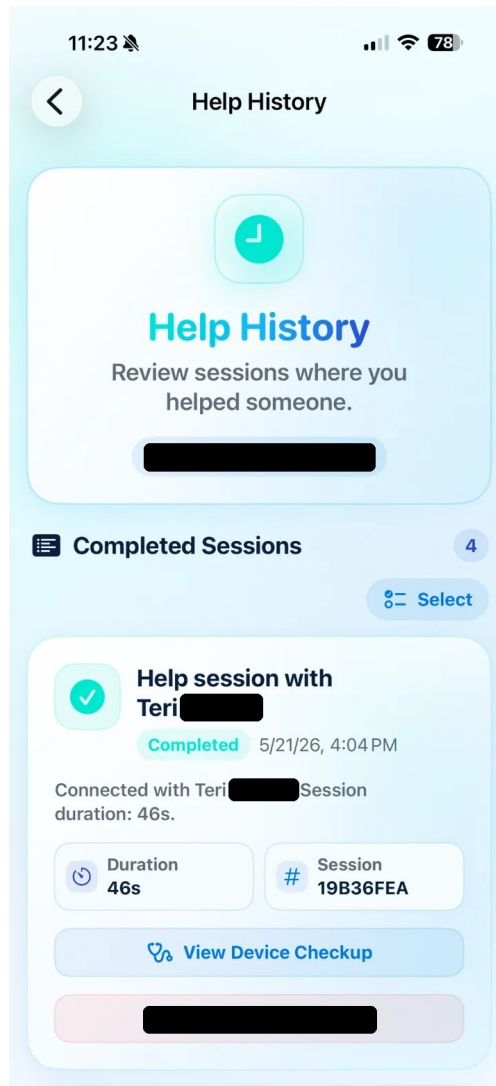 11:23
78
Help History
Help History
Review sessions where you
helped someone.
Completed Sessions
4
Select
Help session with
Teri
Completed 5/21/26, 4:04 PM
Connected with Teri Session
duration: 46s.
Duration
46s
Session
19B36FEA
View Device Checkup